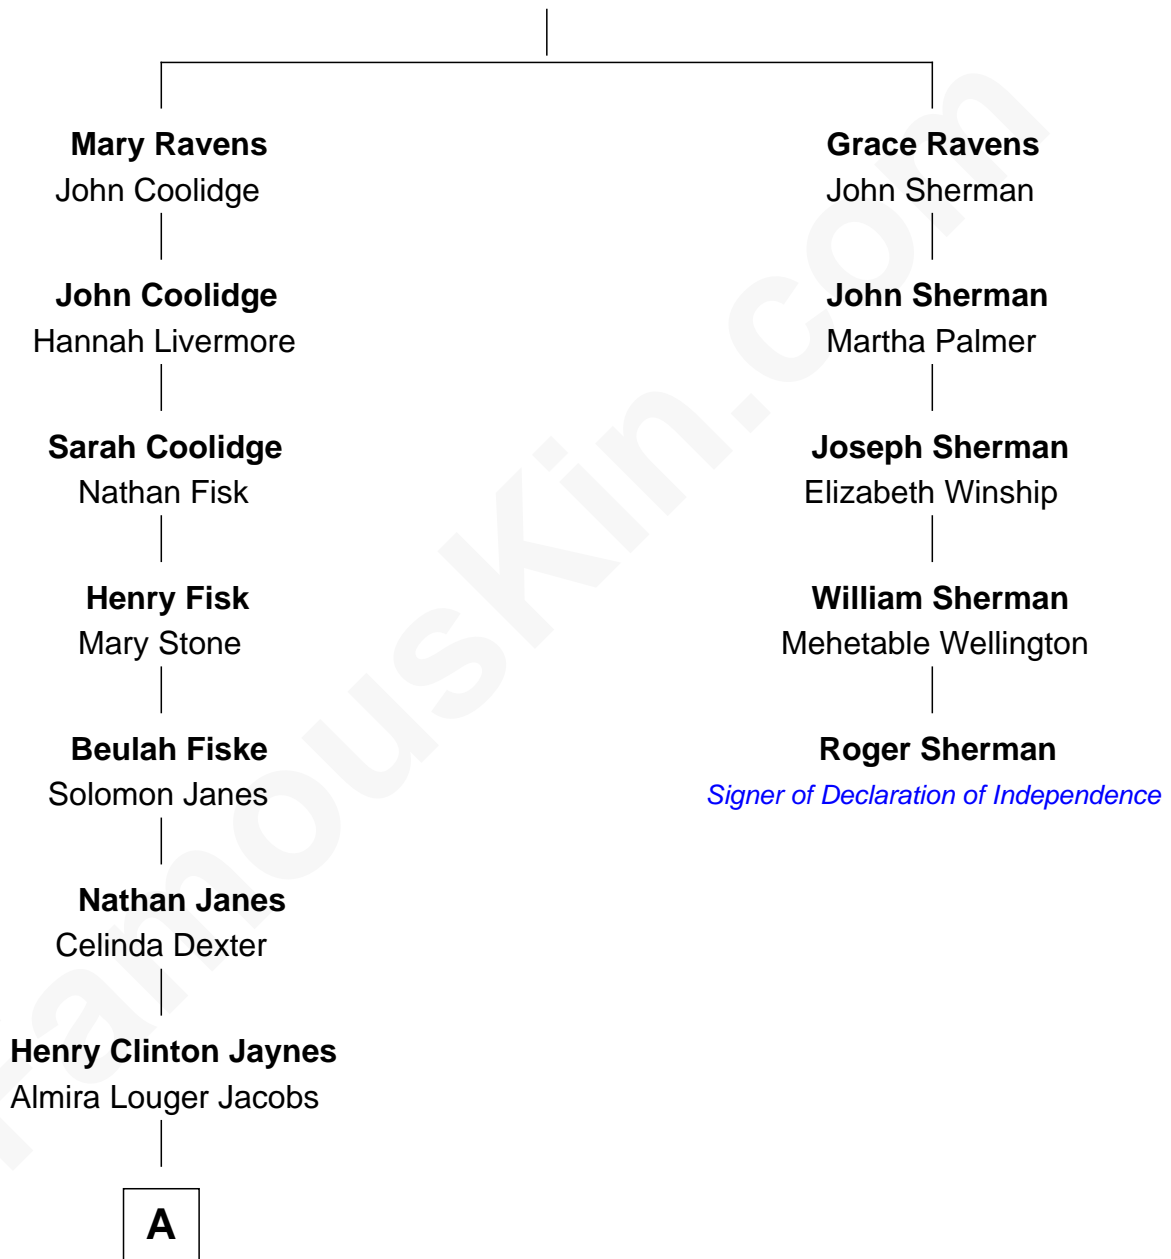 Mary Ravens
John Coolidge
John Coolidge
Hannah Livermore
Sarah Coolidge
Nathan Fisk
Henry Fisk
Mary Stone
Beulah Fiske
Solomon Janes
Nathan Janes
Celinda Dexter
Henry Clinton Jaynes
Almira Louger Jacobs
A
Grace Ravens
John Sherman
John Sherman
Martha Palmer
Joseph Sherman
Elizabeth Winship
William Sherman
Mehetable Wellington
Roger Sherman
Signer of Declaration of Independence
FamousKin.com